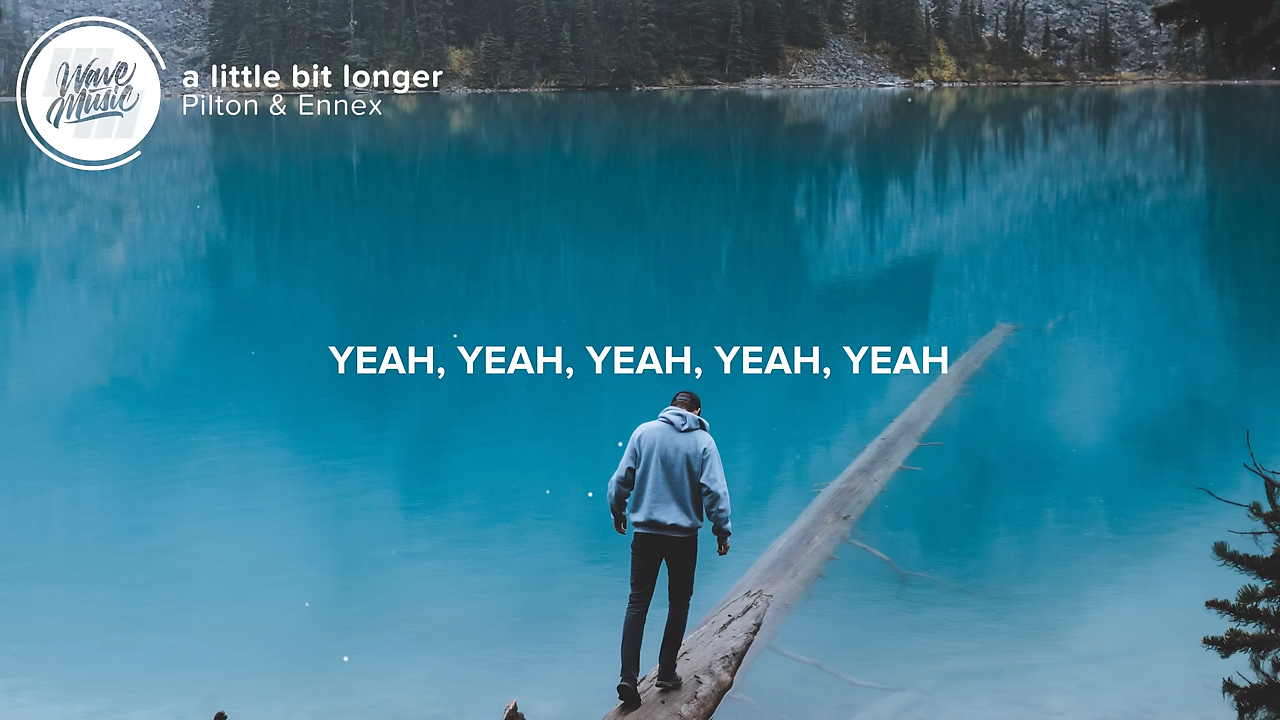 Wave
Music
a little bit longer
Pilton & Ennex
YEAH, YEAH, YEAH, YEAH, YEAH